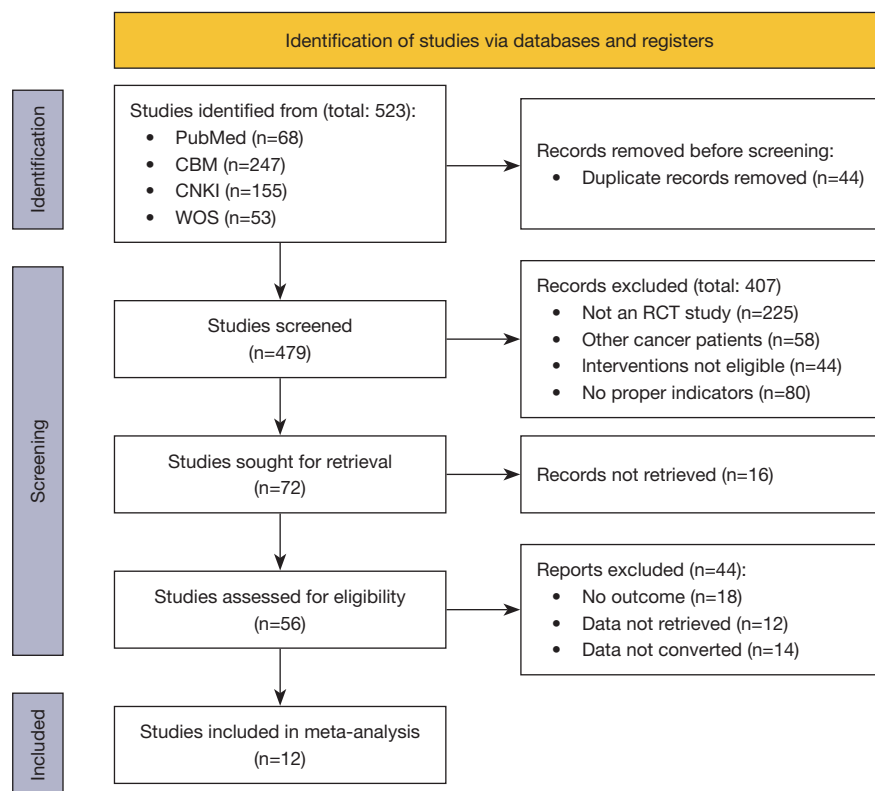 Identification of studies via databases and registers
Identification
Studies identified from (total: 523):
• PubMed (n=68)
• CBM (n=247)
• CNKI (n=155)
• WOS (n=53)
Records removed before screening:
• Duplicate records removed (n=44)
Screening
Studies screened
(n=479)
Records excluded (total: 407)
• Not an RCT study (n=225)
• Other cancer patients (n=58)
• Interventions not eligible (n=44)
• No proper indicators (n=80)
Studies sought for retrieval
(n=72)
Records not retrieved (n=16)
Studies assessed for eligibility
(n=56)
Reports excluded (n=44):
• No outcome (n=18)
• Data not retrieved (n=12)
• Data not converted (n=14)
Included
Studies included in meta-analysis
(n=12)